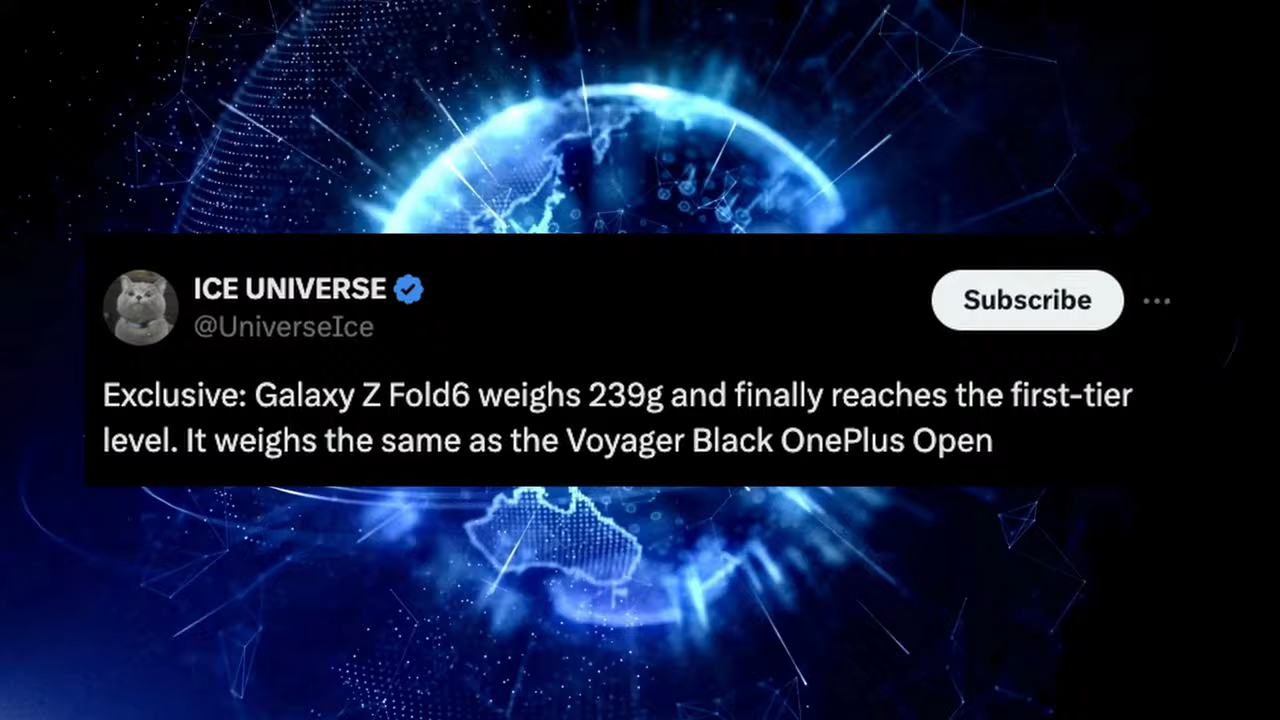 ICE UNIVERSE
@UniverseIce
Subscribe
Exclusive: Galaxy Z Fold6 weighs 239g and finally reaches the first-tier
level. It weighs the same as the Voyager Black OnePlus Open